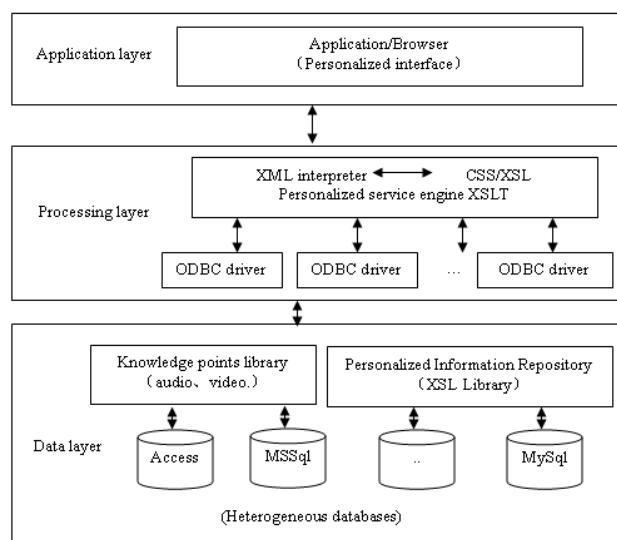 Application/Browser
Application layer
（Personalized interface）
XML interpreter CSS/XSL
Personalized service engine XSLT
Processing layer
ODBC driver ODBC driver … ODBC driver
Knowledge points library
（audio、video.）
Personalized Information Repository
（XSL Library）
Data layer
Access MSSql .. MySql
(Heterogeneous databases)